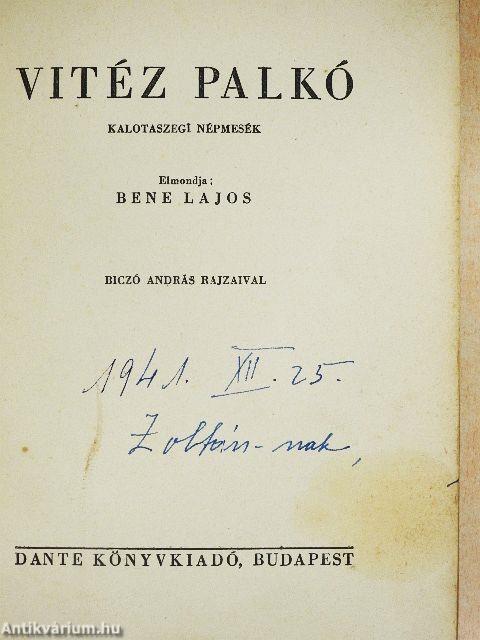 VITÉZ PALKÓ
KALOTASZEGI NÉPMESÉK
Elmondja:
BENE LAJOS
BICZÓ ANDRÁS RAJZAIVAL
1941. XII. 25.
Zoltán-nak,
DANTE KÖNYVKIADÓ, BUDAPEST
Antikvárium.hu